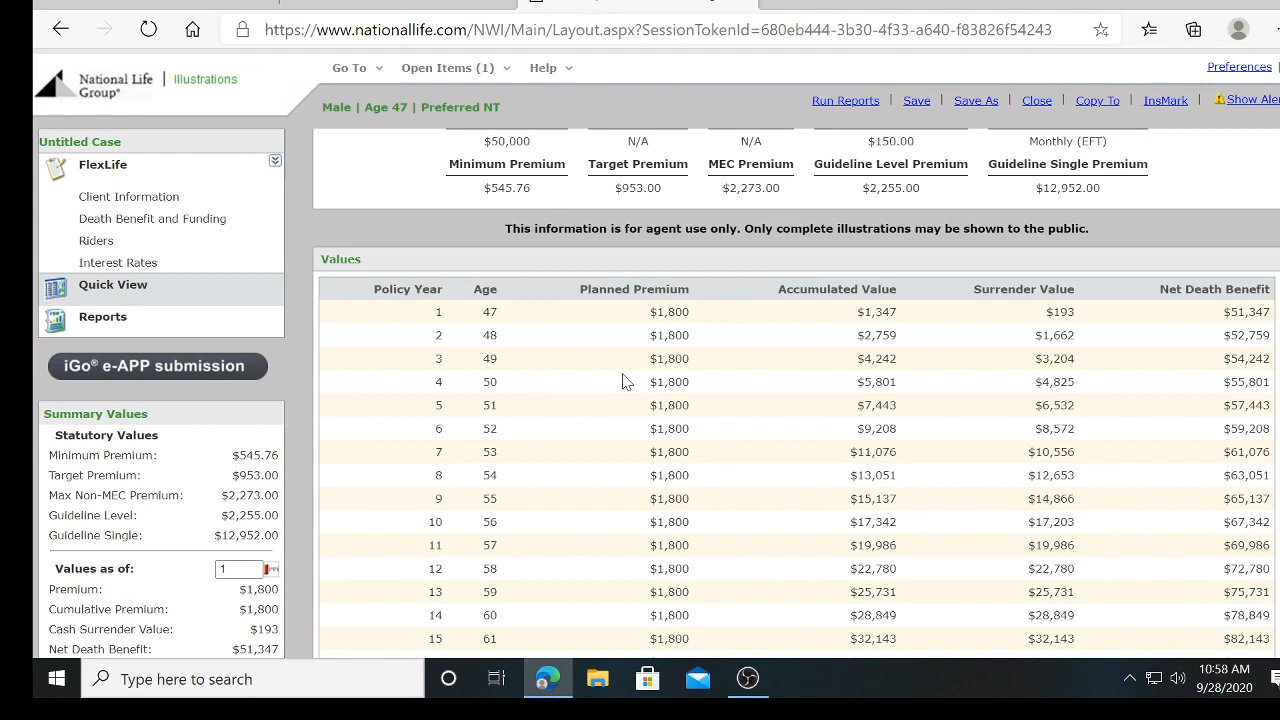 https://www.nationallife.com/NWI/Main/Layout.aspx?SessionTokenId=680eb444-3b30-4f33-a640-f83826f54243
National Life Group® | Illustrations
Go To Open Items (1) Help
Preferences
Male | Age 47 | Preferred NT
Run Reports | Save | Save As | Close | Copy To | InsMark | Show Aler
Untitled Case
FlexLife
Client Information
Death Benefit and Funding
Riders
Interest Rates
Quick View
Reports
iGo® e-APP submission
Summary Values
Statutory Values
Minimum Premium: $545.76
Target Premium: $953.00
Max Non-MEC Premium: $2,273.00
Guideline Level: $2,255.00
Guideline Single: $12,952.00
Values as of: 1
Premium: $1,800
Cumulative Premium: $1,800
Cash Surrender Value: $193
Net Death Benefit: $51,347
$50,000 N/A N/A $150.00 Monthly (EFT)
Minimum Premium Target Premium MEC Premium Guideline Level Premium Guideline Single Premium
$545.76 $953.00 $2,273.00 $2,255.00 $12,952.00
This information is for agent use only. Only complete illustrations may be shown to the public.
Values
Policy Year Age Planned Premium Accumulated Value Surrender Value Net Death Benefit
1 47 $1,800 $1,347 $193 $51,347
2 48 $1,800 $2,759 $1,662 $52,759
3 49 $1,800 $4,242 $3,204 $54,242
4 50 $1,800 $5,801 $4,825 $55,801
5 51 $1,800 $7,443 $6,532 $57,443
6 52 $1,800 $9,208 $8,572 $59,208
7 53 $1,800 $11,076 $10,556 $61,076
8 54 $1,800 $13,051 $12,653 $63,051
9 55 $1,800 $15,137 $14,866 $65,137
10 56 $1,800 $17,342 $17,203 $67,342
11 57 $1,800 $19,986 $19,986 $69,986
12 58 $1,800 $22,780 $22,780 $72,780
13 59 $1,800 $25,731 $25,731 $75,731
14 60 $1,800 $28,849 $28,849 $78,849
15 61 $1,800 $32,143 $32,143 $82,143
Type here to search
10:58 AM
9/28/2020